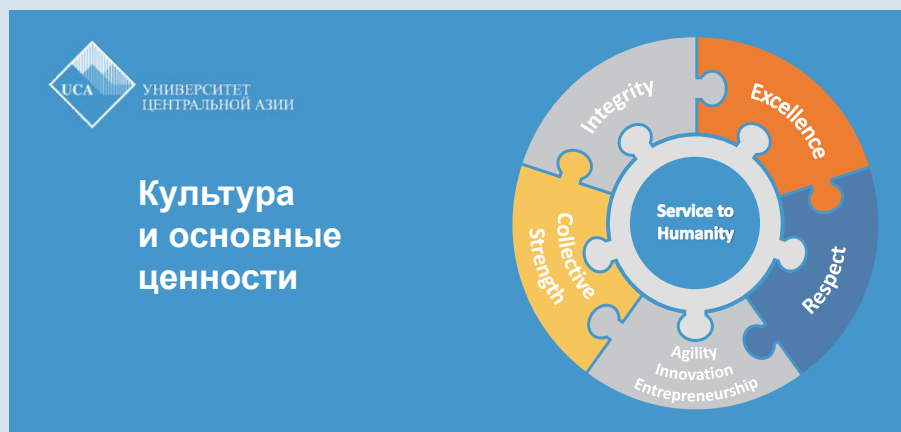 UCA
УНИВЕРСИТЕТ
ЦЕНТРАЛЬНОЙ АЗИИ
Культура
и основные
ценности
Integrity
Excellence
Service to
Humanity
Collective
Strength
Respect
Agility
Innovation
Entrepreneurship